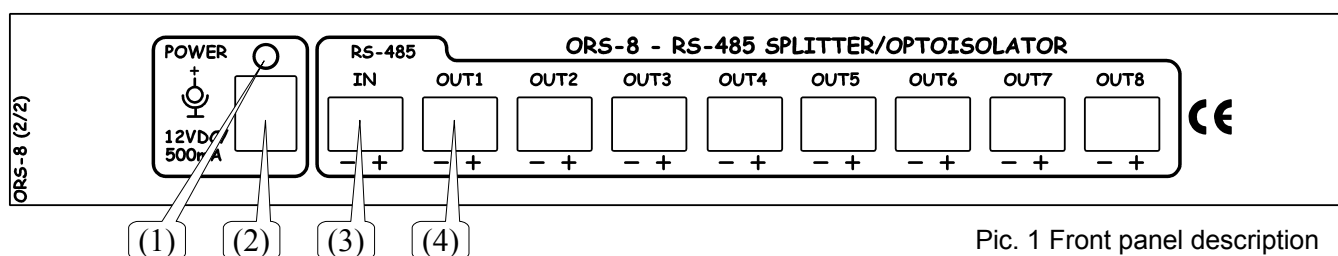 ORS-8 (2/2)
POWER
+
12VDC/
500mA
RS-485
ORS-8 - RS-485 SPLITTER/OPTOISOLATOR
IN OUT1 OUT2 OUT3 OUT4 OUT5 OUT6 OUT7 OUT8
- + - + - + - + - + - + - + - + - +
CE
(1) (2) (3) (4)
Pic. 1 Front panel description